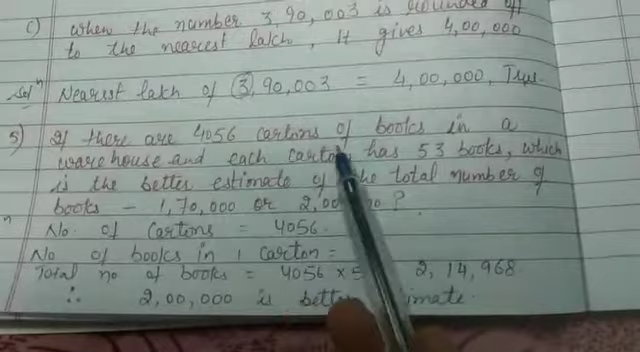 c) when the number 3,90,003 is rounded off
to the nearest lakh, It gives 4,00,000
Solⁿ Nearest lakh of 3,90,003 = 4,00,000, True
5) If there are 4056 cartons of books in a
warehouse and each carton has 53 books, which
is the better estimate of the total number of
books - 1,70,000 or 2,00,000 ?
No. of Cartons = 4056
No of books in 1 carton =
Total no of books = 4056 × 5 2,14,968
∴ 2,00,000 is better estimate.